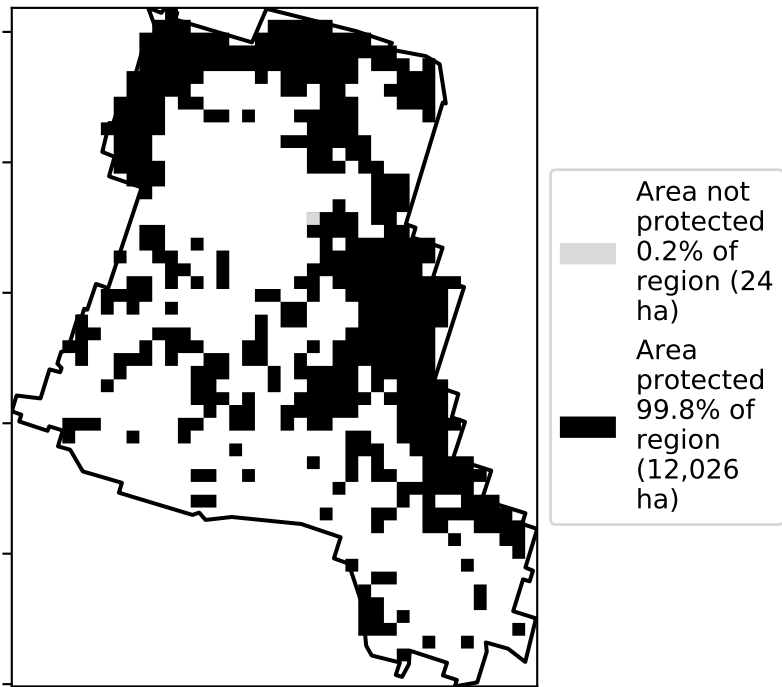 Area not
protected
0.2% of
region (24
ha)
Area
protected
99.8% of
region
(12,026
ha)